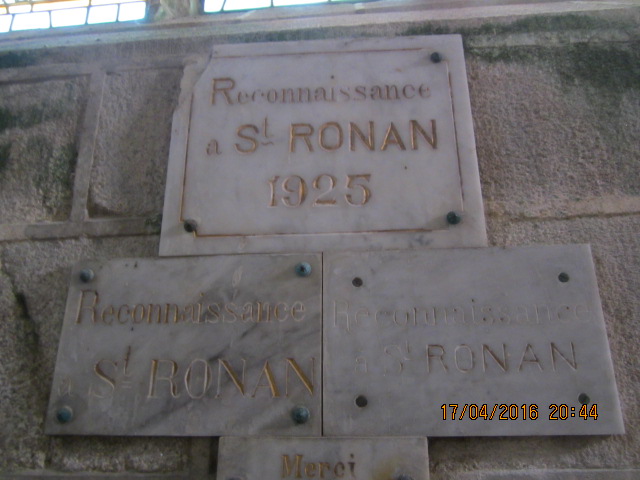 Reconnaissance
a St RONAN
1925
Reconnaissance
a St RONAN
Reconnaissance
a St RONAN
Merci
17/04/2016 20:44